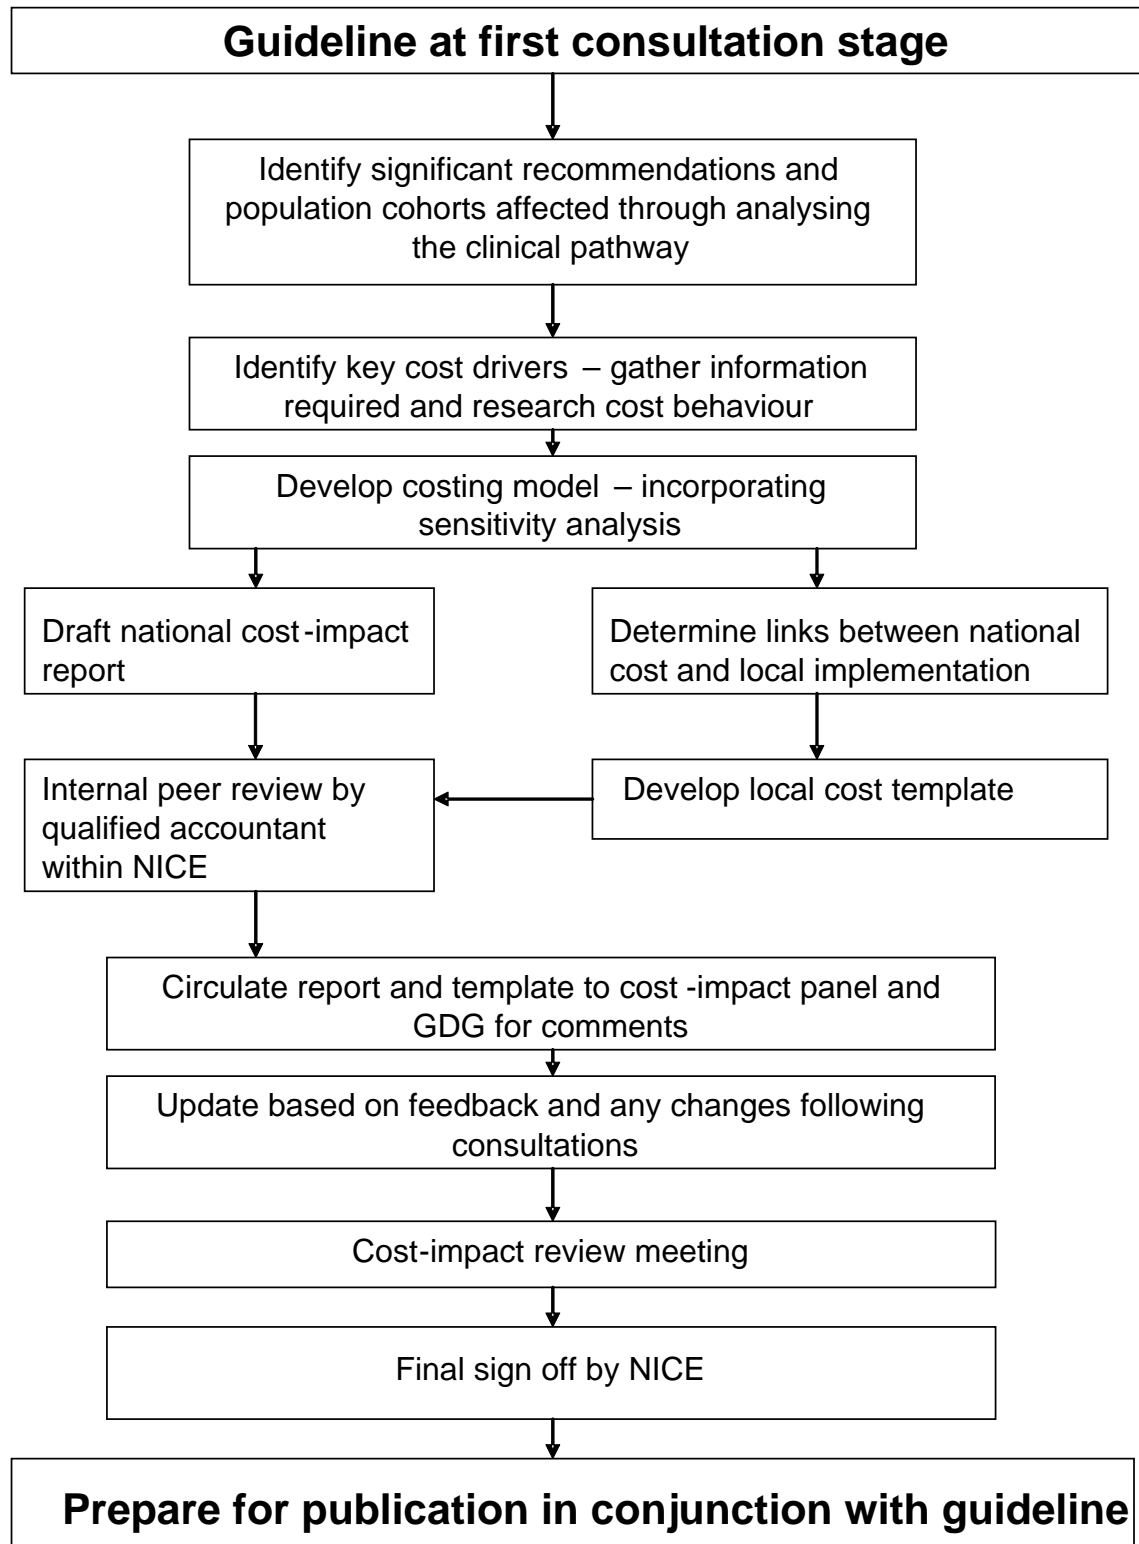 Guideline at first consultation stage
Identify significant recommendations and
population cohorts affected through analysing
the clinical pathway
Identify key cost drivers – gather information
required and research cost behaviour
Develop costing model – incorporating
sensitivity analysis
Draft national cost-impact
report
Determine links between national
cost and local implementation
Internal peer review by
qualified accountant
within NICE
Develop local cost template
Circulate report and template to cost-impact panel and
GDG for comments
Update based on feedback and any changes following
consultations
Cost-impact review meeting
Final sign off by NICE
Prepare for publication in conjunction with guideline